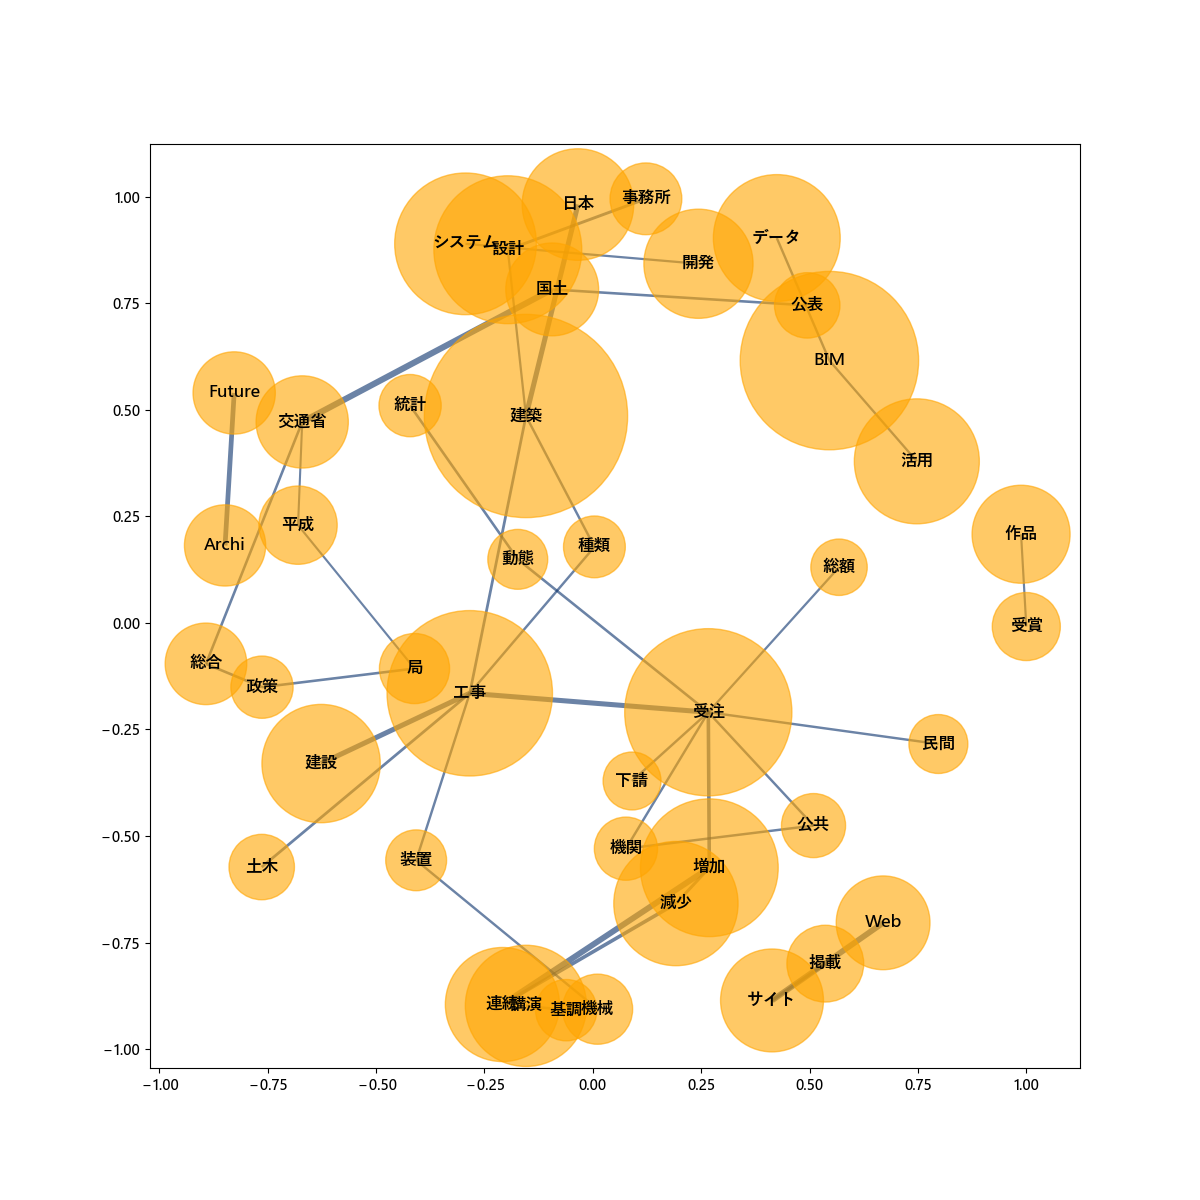 1.00
0.75
0.50
0.25
0.00
−0.25
−0.50
−0.75
−1.00
−1.00
−0.75
−0.50
−0.25
0.00
0.25
0.50
0.75
1.00
日本
事務所
システム
設計
データ
開発
国土
公表
BIM
Future
交通省
統計
建築
活用
平成
Archi
動態
種類
総額
作品
受賞
総合
政策
局
工事
受注
民間
建設
下請
公共
機関
土木
装置
増加
減少
Web
掲載
サイト
連結
講演
基調
機械